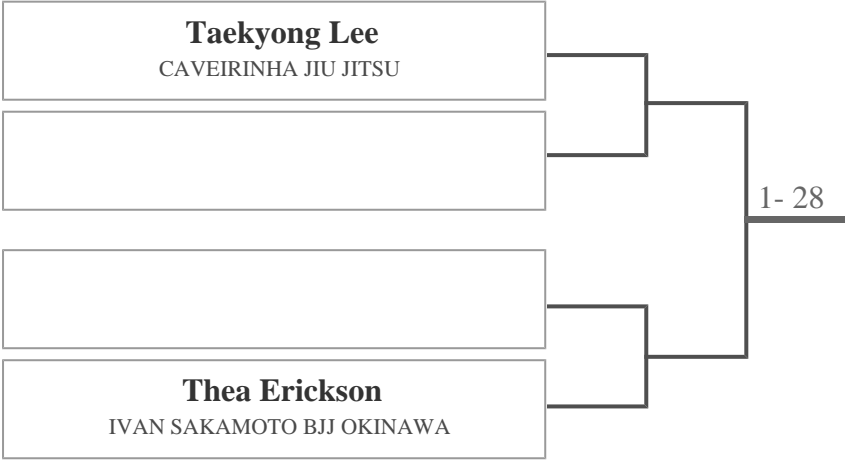 Taekyong Lee
CAVEIRINHA JIU JITSU
1- 28
Thea Erickson
IVAN SAKAMOTO BJJ OKINAWA